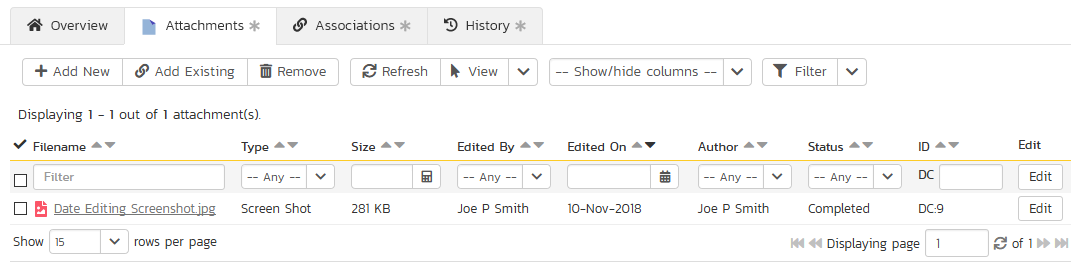 Overview Attachments Associations History
Add New Add Existing Remove Refresh View -- Show/hide columns -- Filter
Displaying 1 - 1 out of 1 attachment(s).
Filename Type Size Edited By Edited On Author Status ID Edit
Filter -- Any -- -- Any -- -- Any -- -- Any -- DC Edit
Date Editing Screenshot.jpg Screen Shot 281 KB Joe P Smith 10-Nov-2018 Joe P Smith Completed DC:9 Edit
Show 15 rows per page Displaying page 1 of 1